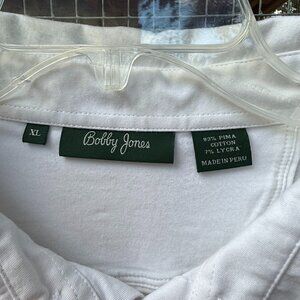 XL
Bobby Jones
93% PIMA
COTTON
7% LYCRA
MADE IN PERU